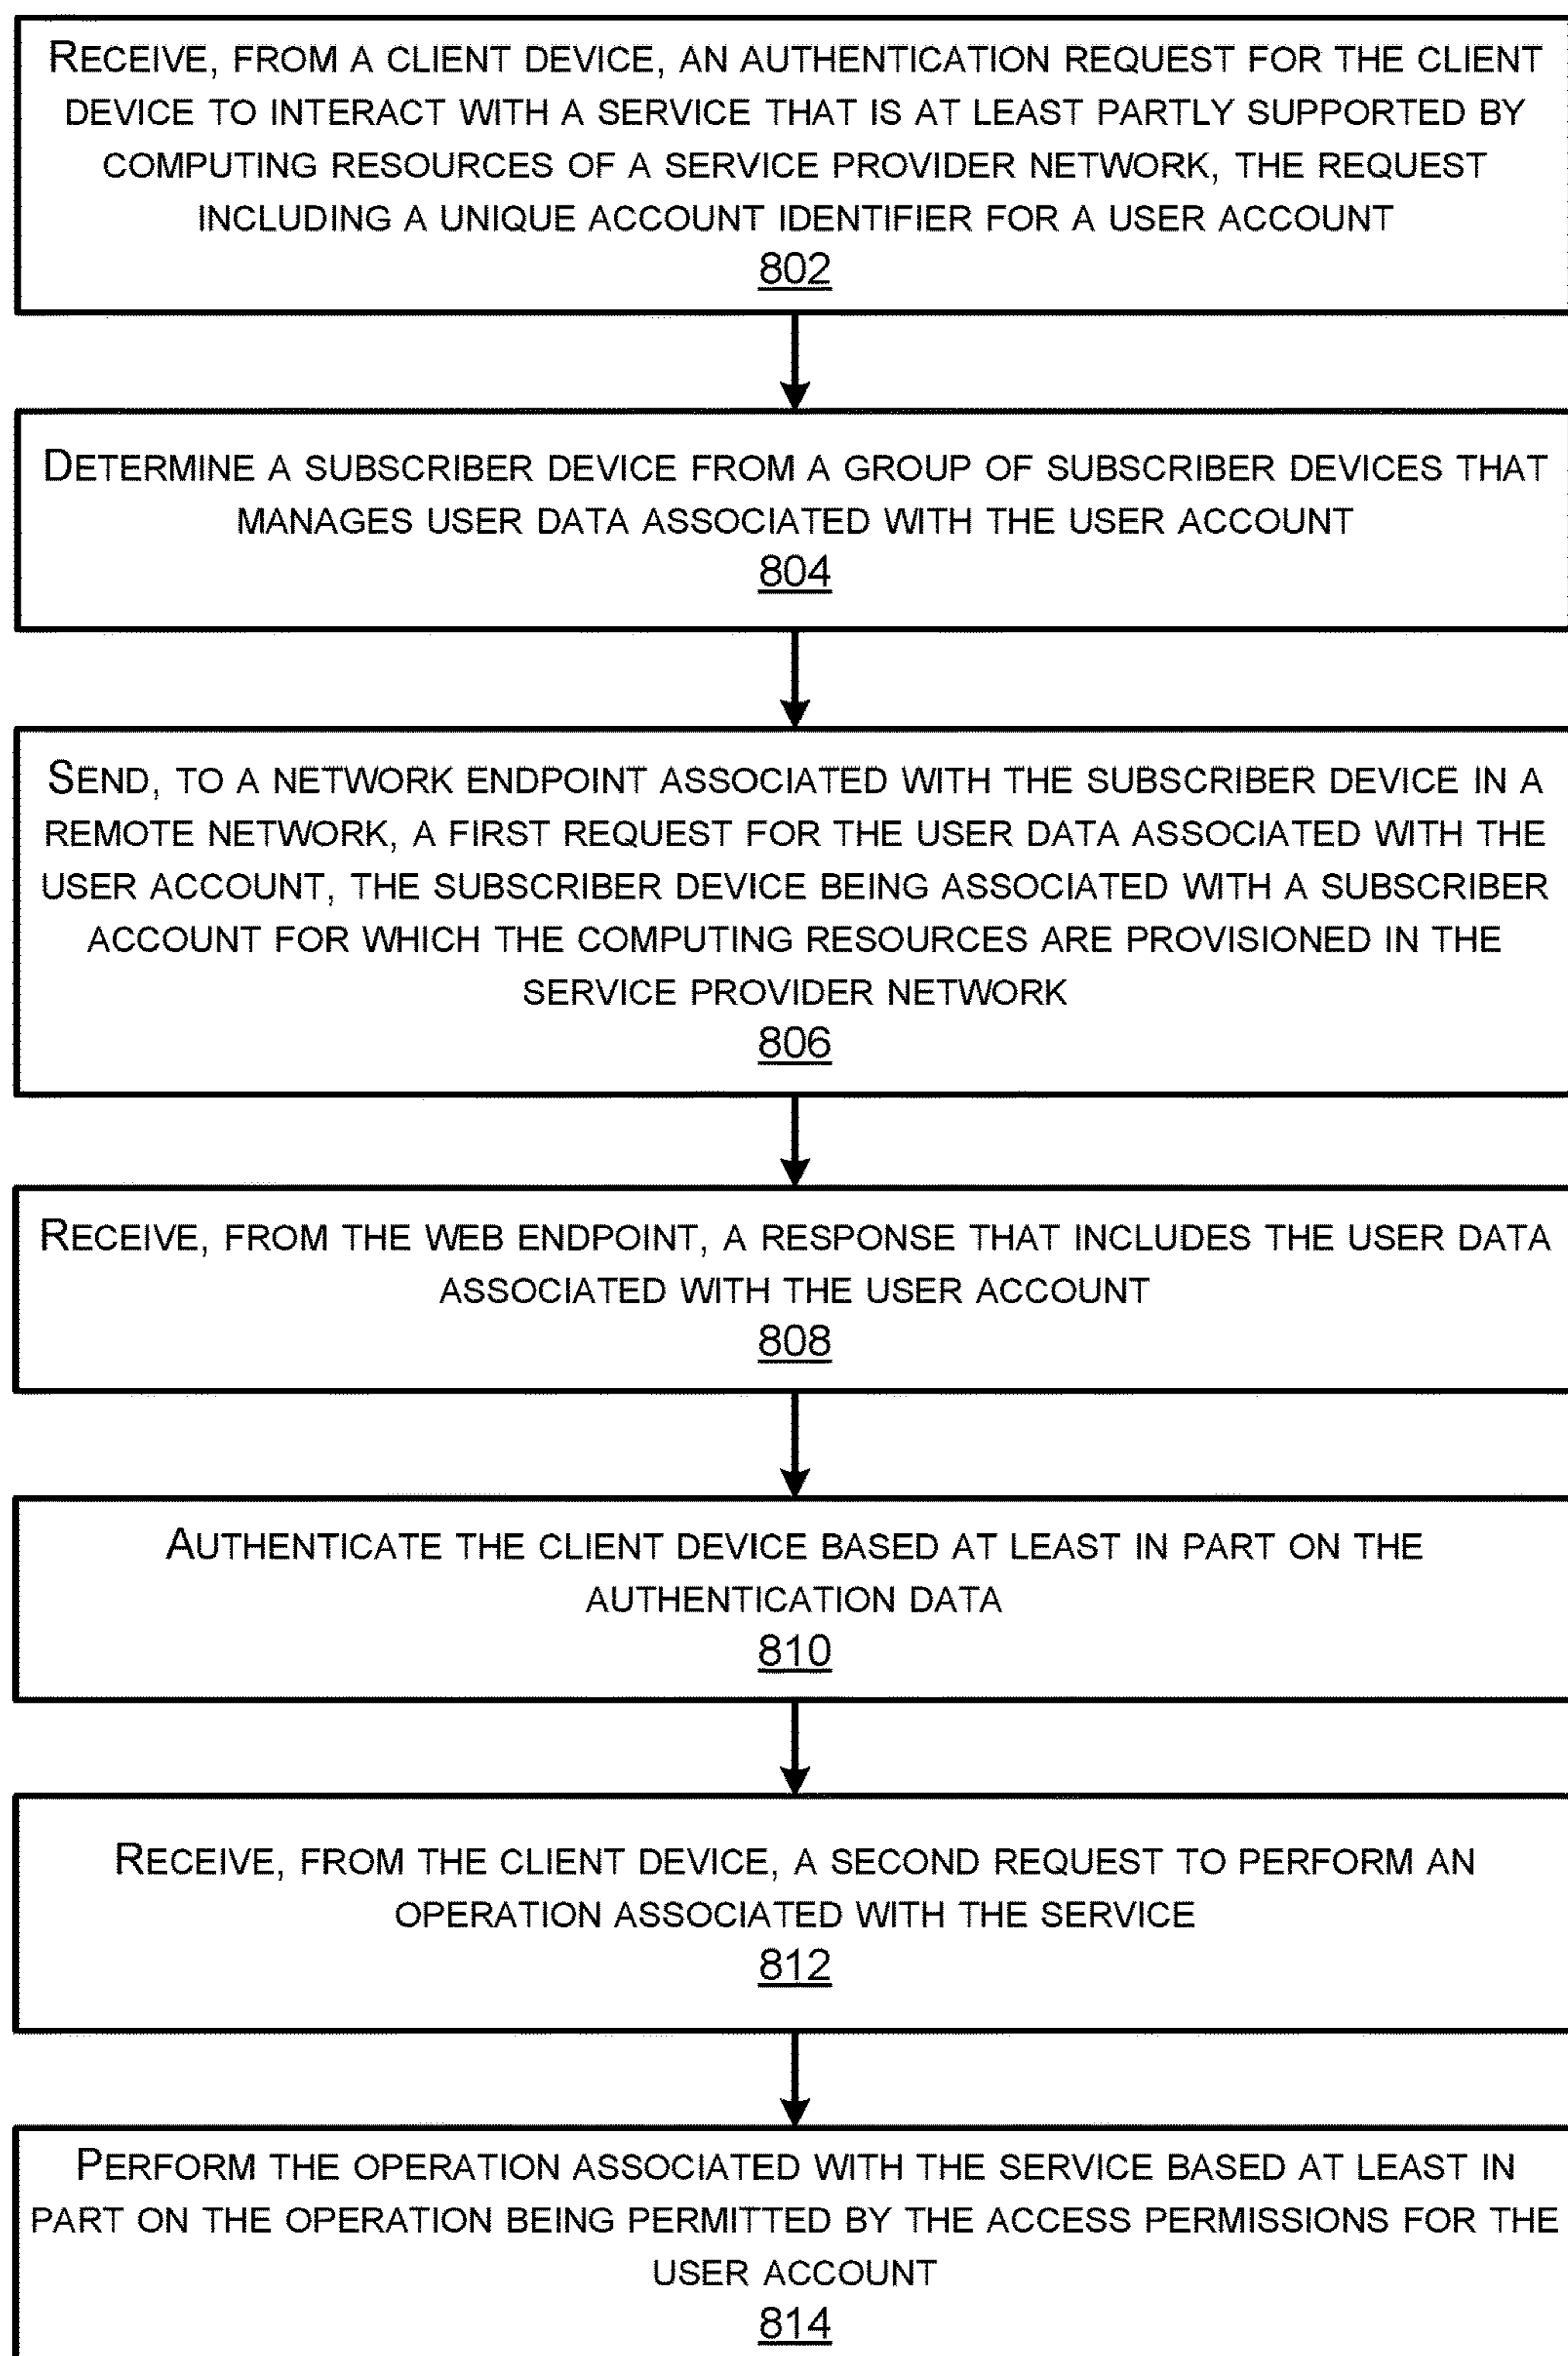 RECEIVE, FROM A CLIENT DEVICE, AN AUTHENTICATION REQUEST FOR THE CLIENT
DEVICE TO INTERACT WITH A SERVICE THAT IS AT LEAST PARTLY SUPPORTED BY
COMPUTING RESOURCES OF A SERVICE PROVIDER NETWORK, THE REQUEST
INCLUDING A UNIQUE ACCOUNT IDENTIFIER FOR A USER ACCOUNT
802
DETERMINE A SUBSCRIBER DEVICE FROM A GROUP OF SUBSCRIBER DEVICES THAT
MANAGES USER DATA ASSOCIATED WITH THE USER ACCOUNT
804
SEND, TO A NETWORK ENDPOINT ASSOCIATED WITH THE SUBSCRIBER DEVICE IN A
REMOTE NETWORK, A FIRST REQUEST FOR THE USER DATA ASSOCIATED WITH THE
USER ACCOUNT, THE SUBSCRIBER DEVICE BEING ASSOCIATED WITH A SUBSCRIBER
ACCOUNT FOR WHICH THE COMPUTING RESOURCES ARE PROVISIONED IN THE
SERVICE PROVIDER NETWORK
806
RECEIVE, FROM THE WEB ENDPOINT, A RESPONSE THAT INCLUDES THE USER DATA
ASSOCIATED WITH THE USER ACCOUNT
808
AUTHENTICATE THE CLIENT DEVICE BASED AT LEAST IN PART ON THE
AUTHENTICATION DATA
810
RECEIVE, FROM THE CLIENT DEVICE, A SECOND REQUEST TO PERFORM AN
OPERATION ASSOCIATED WITH THE SERVICE
812
PERFORM THE OPERATION ASSOCIATED WITH THE SERVICE BASED AT LEAST IN
PART ON THE OPERATION BEING PERMITTED BY THE ACCESS PERMISSIONS FOR THE
USER ACCOUNT
814